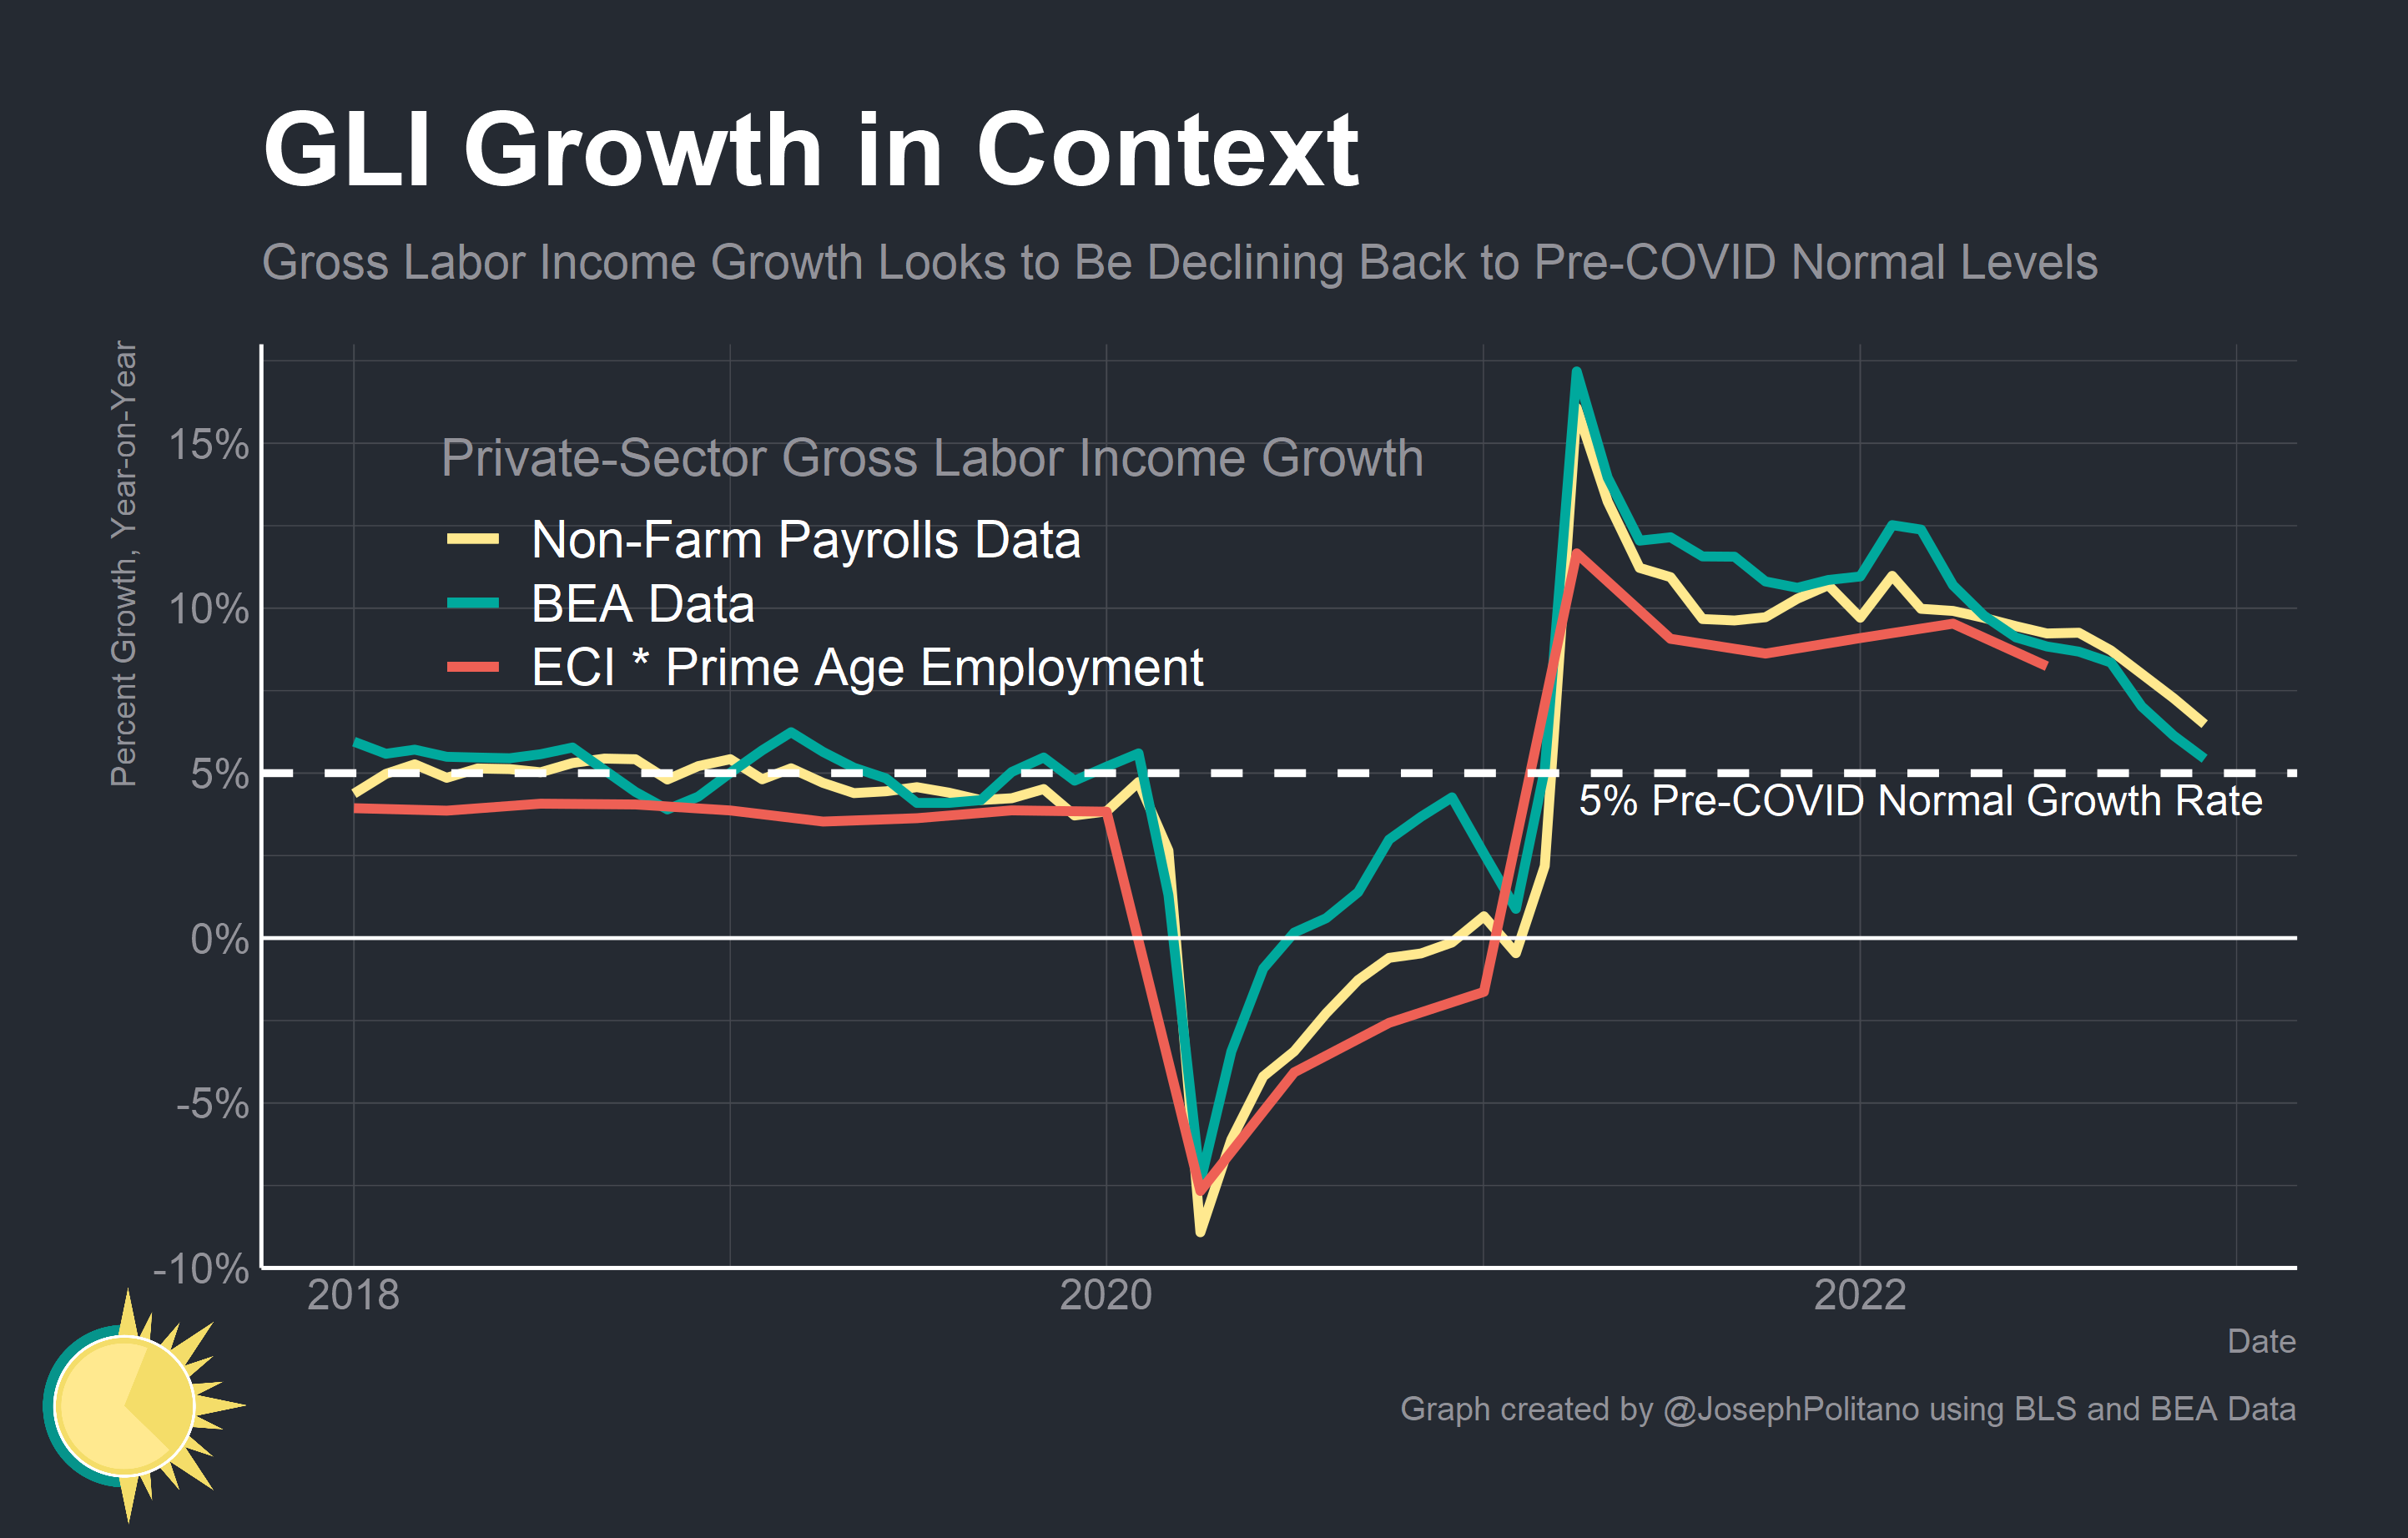 GLI Growth in Context
Gross Labor Income Growth Looks to Be Declining Back to Pre-COVID Normal Levels
Percent Growth, Year-on-Year
15%
10%
5%
0%
-5%
-10%
Private-Sector Gross Labor Income Growth
Non-Farm Payrolls Data
BEA Data
ECI * Prime Age Employment
5% Pre-COVID Normal Growth Rate
2018
2020
2022
Date
Graph created by @JosephPolitano using BLS and BEA Data